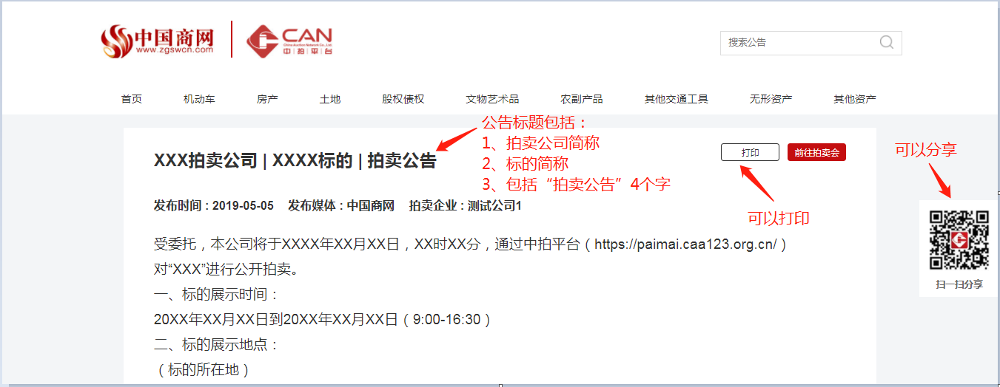 中国商网
www.zgswcn.com
CAN
China Auction Network Co., Ltd.
中|拍|平|台
搜索公告
首页 机动车 房产 土地 股权债权 文物艺术品 农副产品 其他交通工具 无形资产 其他资产
公告标题包括：
1、拍卖公司简称
2、标的简称
3、包括“拍卖公告”4个字
XXX拍卖公司 | XXXX标的 | 拍卖公告
打印 前往拍卖会
可以分享
可以打印
发布时间：2019-05-05 发布媒体：中国商网 拍卖企业：测试公司1
受委托，本公司将于XXXX年XX月XX日，XX时XX分，通过中拍平台（https://paimai.caa123.org.cn/）
对“XXX”进行公开拍卖。
一、标的展示时间：
20XX年XX月XX日到20XX年XX月XX日（9:00-16:30）
二、标的展示地点：
（标的所在地）
扫一扫分享